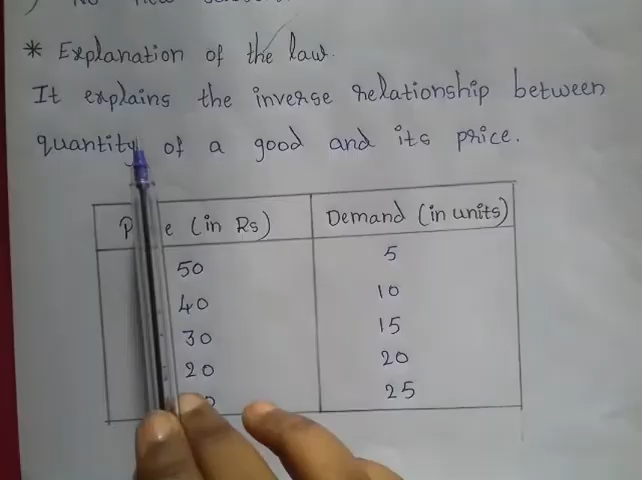 * Explanation of the law.
It explains the inverse relationship between
quantity of a good and its price.
(in Rs) Demand (in units)
50 5
40 10
30 15
20 20
25